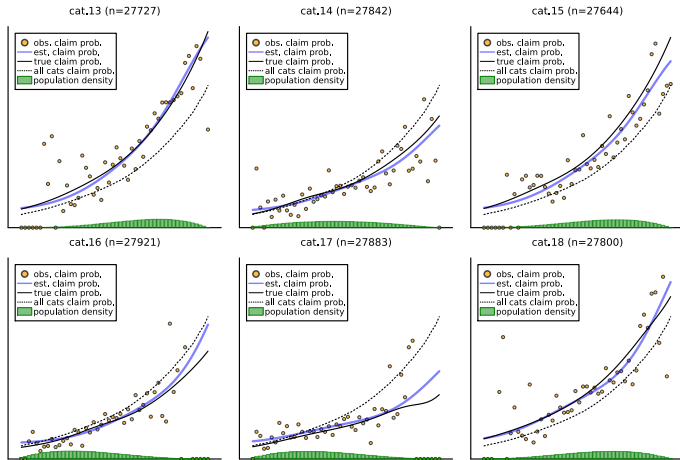 cat.13 (n=27727)
obs. claim prob.
est, claim prob,
true claim prob.
all cats claim prob.
population density
cat.14 (n=27842)
obs. claim prob.
est, claim prob,
true claim prob.
all cats claim prob.
population density
cat.15 (n=27644)
obs. claim prob.
est, claim prob,
true claim prob.
all cats claim prob.
population density
cat.16 (n=27921)
obs, claim prob.
est. claim prob.
true claim prob.
all cats claim prob,
population density
cat.17 (n=27883)
obs, claim prob.
est. claim prob.
true claim prob.
all cats claim prob,
population density
cat.18 (n=27800)
obs, claim prob.
est. claim prob.
true claim prob.
all cats claim prob,
population density